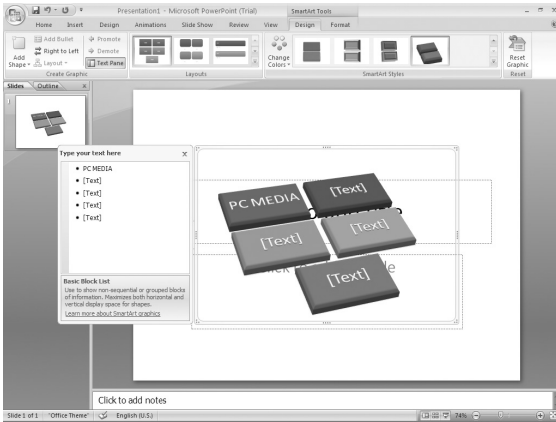 Presentation1 - Microsoft PowerPoint (Trial)
SmartArt Tools
Home Insert Design Animations Slide Show Review View Design Format
Add Shape
Add Bullet
Right to Left
Layout
Promote
Demote
Text Pane
Create Graphic
Layouts
Change Colors
SmartArt Styles
Reset Graphic
Reset
Slides Outline x
1
Type your text here x
• PC MEDIA
• [Text]
• [Text]
• [Text]
• [Text]
Basic Block List
Use to show non-sequential or grouped blocks
of information. Maximizes both horizontal and
vertical display space for shapes.
Learn more about SmartArt graphics
PC MEDIA
[Text]
[Text]
[Text]
[Text]
Click to add notes
Slide 1 of 1 "Office Theme" English (U.S.) 74%